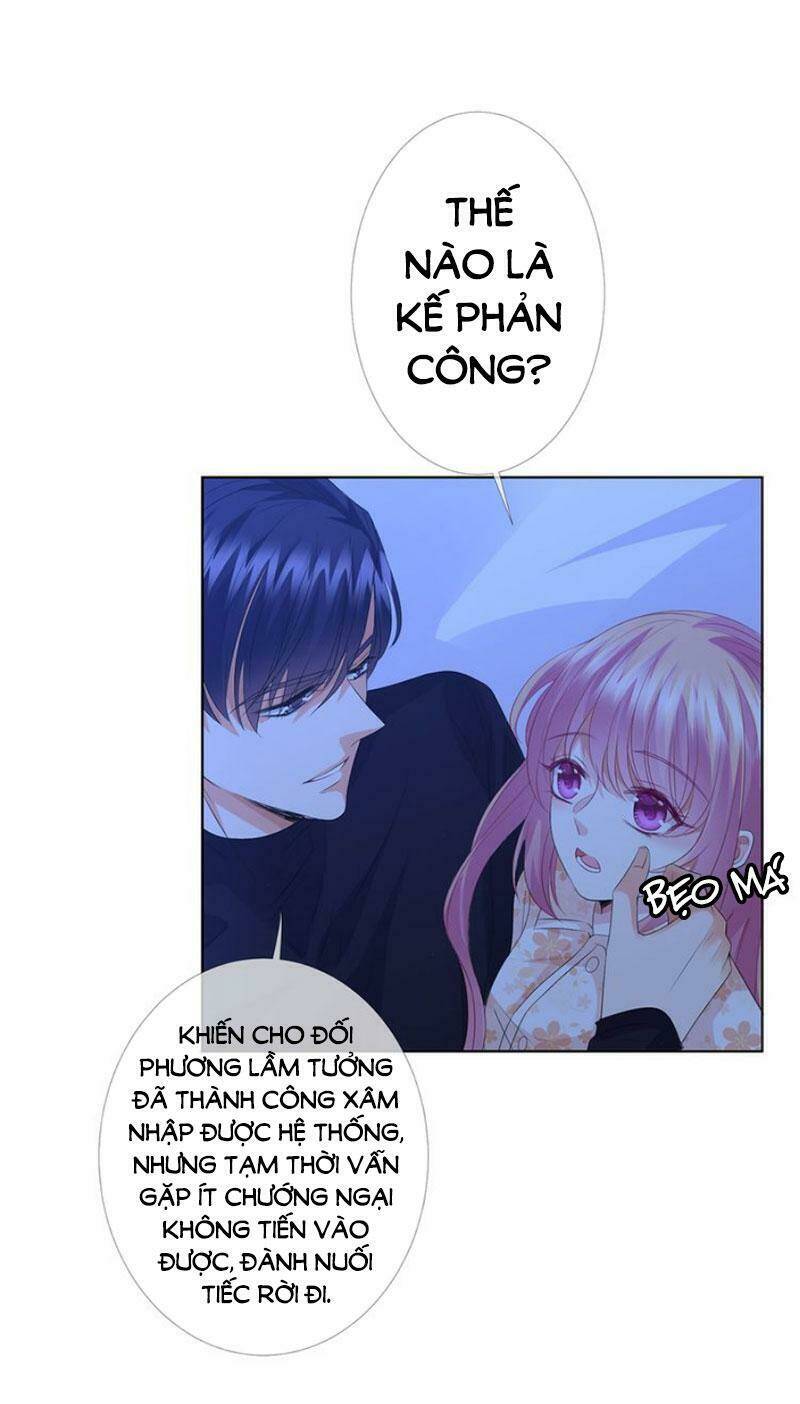 THẾ
NÀO LÀ
KẾ PHẢN
CÔNG?
BẸO MÁ
KHIẾN CHO ĐỐI
PHƯƠNG LẦM TƯỞNG
ĐÃ THÀNH CÔNG XÂM
NHẬP ĐƯỢC HỆ THỐNG,
NHƯNG TẠM THỜI VẤN
GẶP ÍT CHƯỚNG NGẠI
KHÔNG TIẾN VÀO
ĐƯỢC, ĐÀNH NUỐI
TIẾC RỜI ĐI.